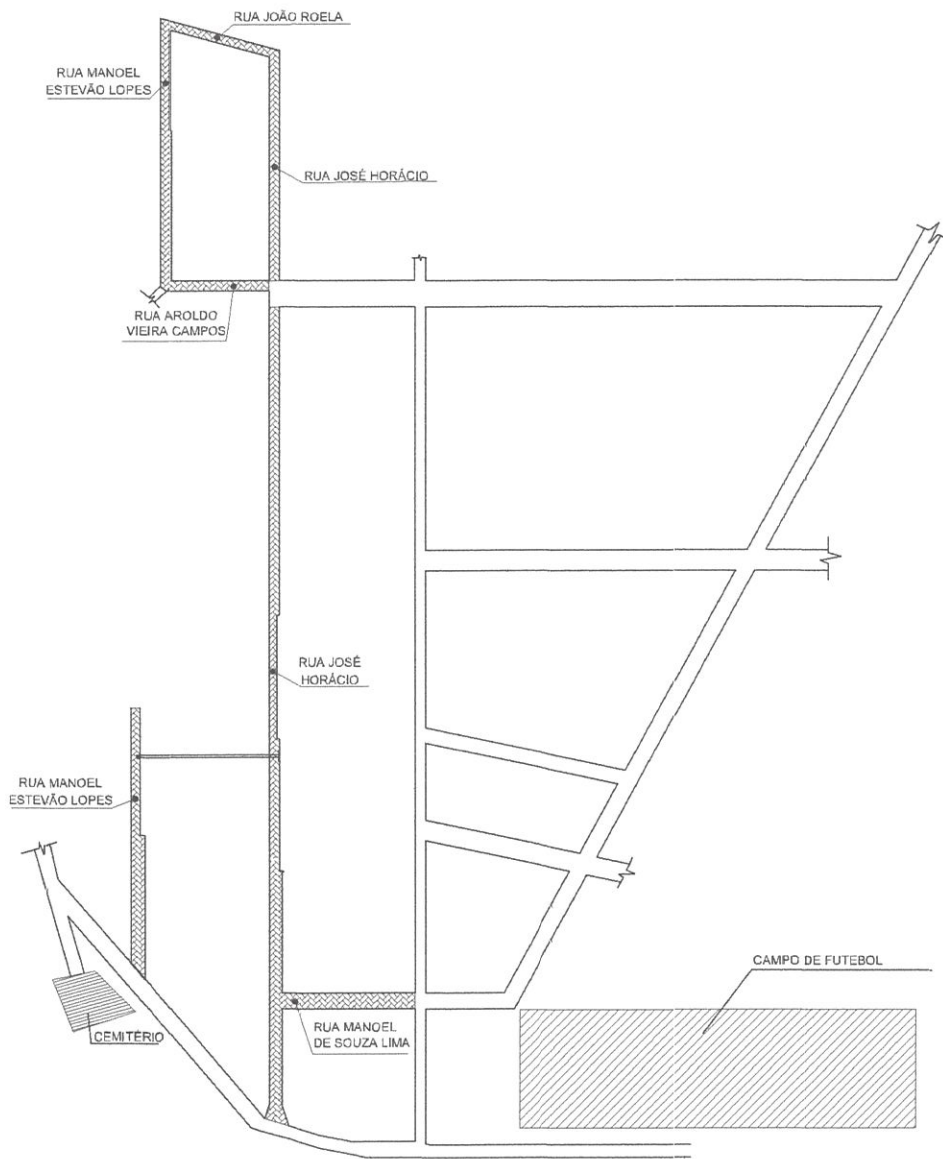 RUA JOÃO ROELA
RUA MANOEL
ESTEVÃO LOPES
RUA JOSÉ HORÁCIO
RUA AROLDO
VIEIRA CAMPOS
RUA JOSÉ
HORÁCIO
RUA MANOEL
ESTEVÃO LOPES
CAMPO DE FUTEBOL
RUA MANOEL
DE SOUZA LIMA
CEMITÉRIO